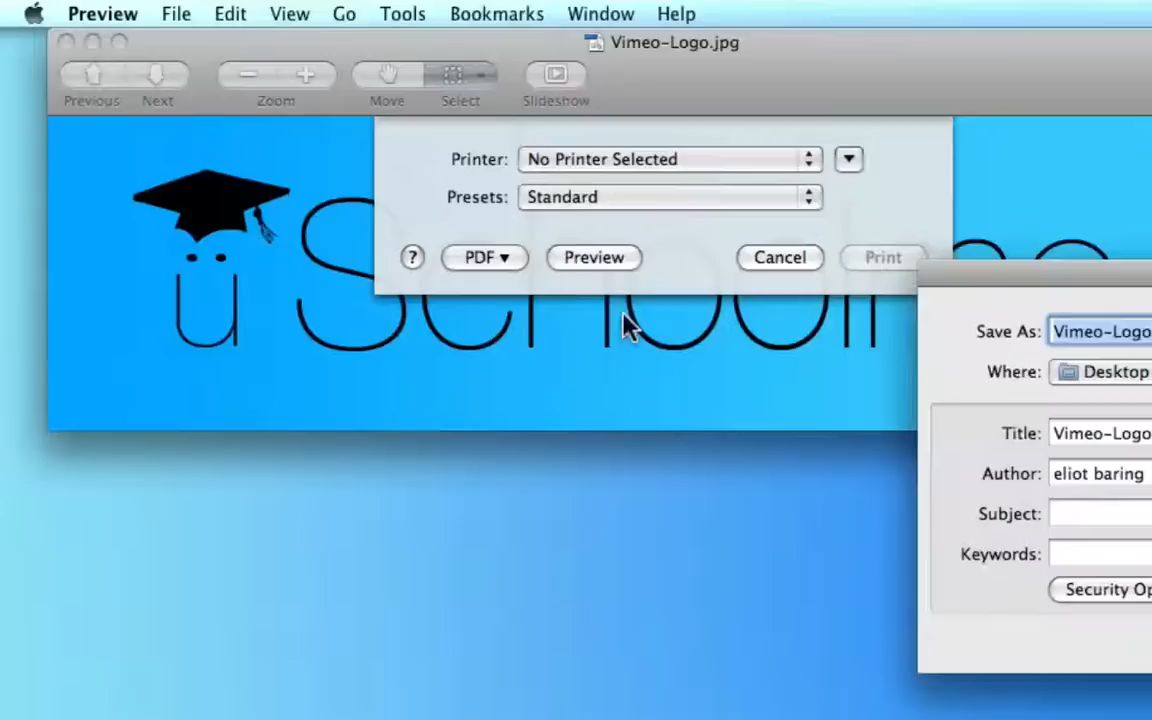 Preview File Edit View Go Tools Bookmarks Window Help
Vimeo-Logo.jpg
Previous Next Zoom Move Select Slideshow
Printer: No Printer Selected
Presets: Standard
? PDF▾ Preview Cancel Print
Save As: Vimeo-Logo
Where: Desktop
Title: Vimeo-Logo
Author: eliot baring
Subject:
Keywords:
Security Op